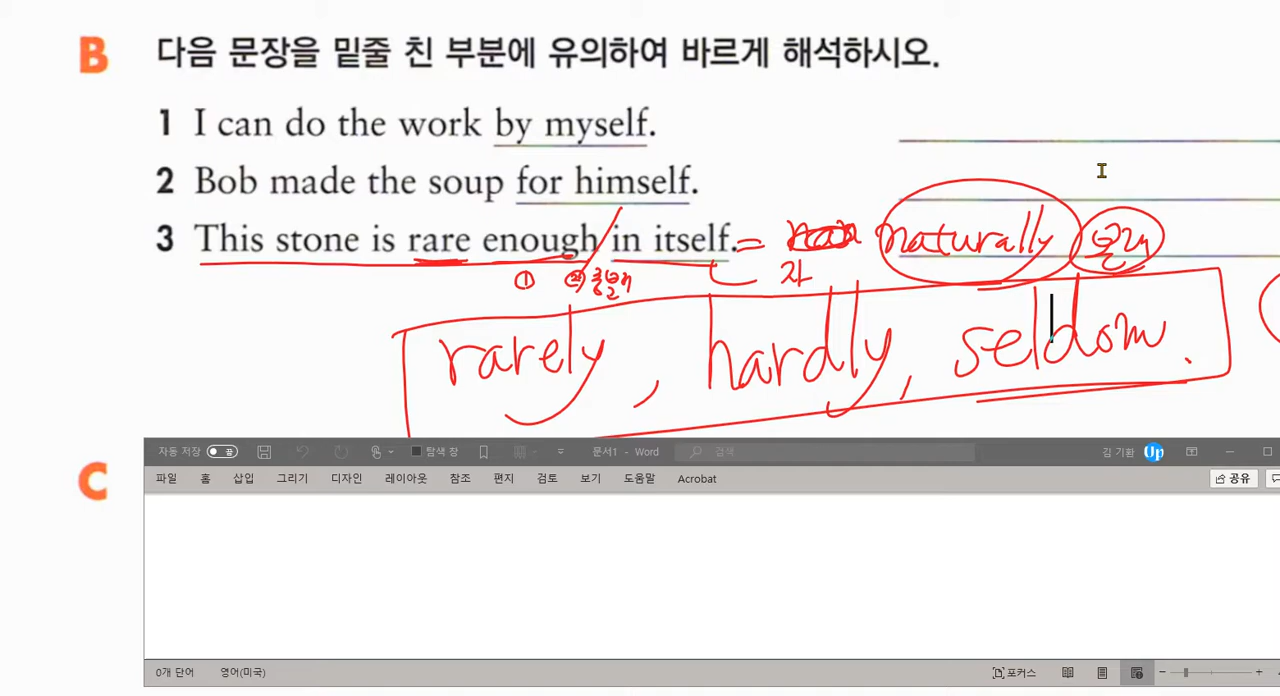 B 다음 문장을 밑줄 친 부분에 유의하여 바르게 해석하시오.
1 I can do the work by myself.
2 Bob made the soup for himself.
3 This stone is rare enough in itself. = naturally 본래
① ② 충분히
rarely, hardly, seldom.
C
자동 저장 끔 탐색 창 문서1 - Word 검색 김 기환 Up
파일 홈 삽입 그리기 디자인 레이아웃 참조 편지 검토 보기 도움말 Acrobat 공유
0개 단어 영어(미국) 포커스